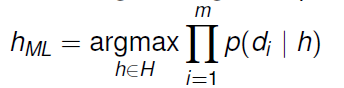 h_ML = argmax_{h∈H} ∏_{i=1}^{m} p(d_i | h)